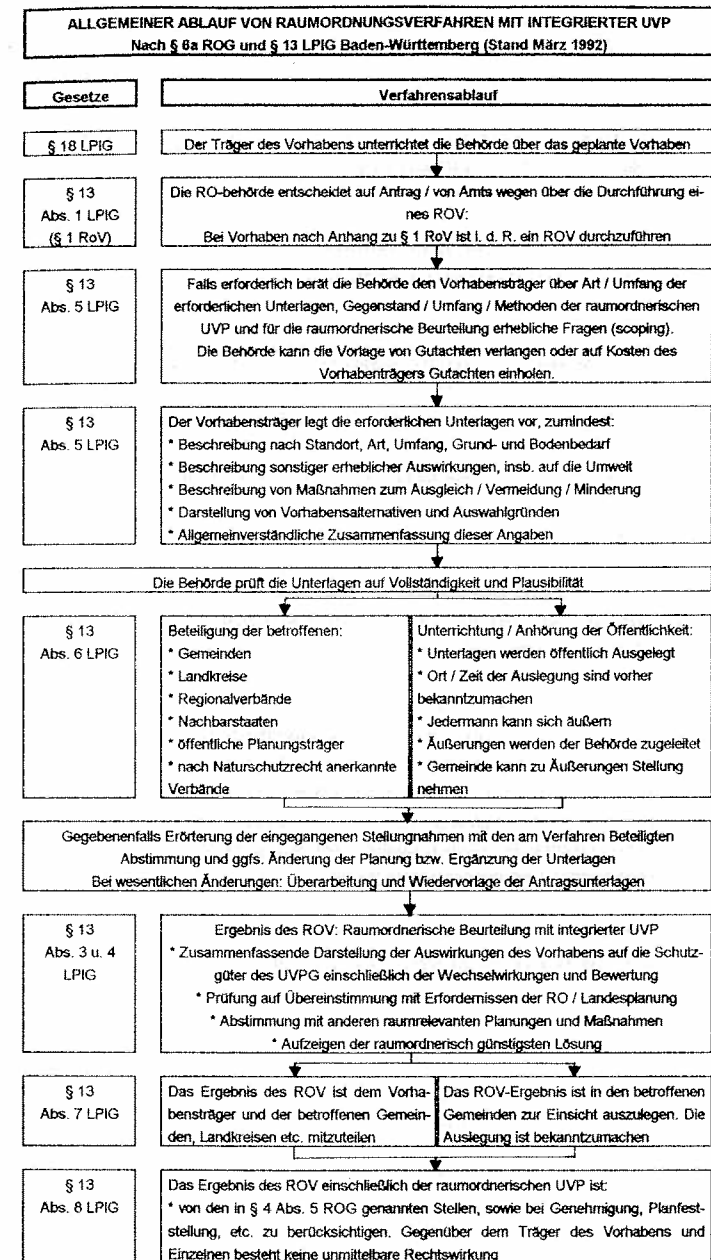 ALLGEMEINER ABLAUF VON RAUMORDNUNGSVERFAHREN MIT INTEGRIERTER UVP
Nach § 6a ROG und § 13 LPlG Baden-Württemberg (Stand März 1992)
Gesetze
Verfahrensablauf
§ 18 LPlG
Der Träger des Vorhabens unterrichtet die Behörde über das geplante Vorhaben
§ 13
Abs. 1 LPlG
(§ 1 RoV)
Die RO-behörde entscheidet auf Antrag / von Amts wegen über die Durchführung ei-
nes ROV:
Bei Vorhaben nach Anhang zu § 1 RoV ist i. d. R. ein ROV durchzuführen
§ 13
Abs. 5 LPlG
Falls erforderlich berät die Behörde den Vorhabensträger über Art / Umfang der
erforderlichen Unterlagen, Gegenstand / Umfang / Methoden der raumordnerischen
UVP und für die raumordnerische Beurteilung erhebliche Fragen (scoping).
Die Behörde kann die Vorlage von Gutachten verlangen oder auf Kosten des
Vorhabenträgers Gutachten einholen.
§ 13
Abs. 5 LPlG
Der Vorhabensträger legt die erforderlichen Unterlagen vor, zumindest:
* Beschreibung nach Standort, Art, Umfang, Grund- und Bodenbedarf
* Beschreibung sonstiger erheblicher Auswirkungen, insb. auf die Umwelt
* Beschreibung von Maßnahmen zum Ausgleich / Vermeidung / Minderung
* Darstellung von Vorhabensalternativen und Auswahlgründen
* Allgemeinverständliche Zusammenfassung dieser Angaben
Die Behörde prüft die Unterlagen auf Vollständigkeit und Plausibilität
§ 13
Abs. 6 LPlG
Beteiligung der betroffenen:
* Gemeinden
* Landkreise
* Regionalverbände
* Nachbarstaaten
* öffentliche Planungsträger
* nach Naturschutzrecht anerkannte
Verbände
Unterrichtung / Anhörung der Öffentlichkeit:
* Unterlagen werden öffentlich Ausgelegt
* Ort / Zeit der Auslegung sind vorher
bekanntzumachen
* Jedermann kann sich äußern
* Äußerungen werden der Behörde zugeleitet
* Gemeinde kann zu Äußerungen Stellung
nehmen
Gegebenenfalls Erörterung der eingegangenen Stellungnahmen mit den am Verfahren Beteiligten
Abstimmung und ggfs. Änderung der Planung bzw. Ergänzung der Unterlagen
Bei wesentlichen Änderungen: Überarbeitung und Wiedervorlage der Antragsunterlagen
§ 13
Abs. 3 u. 4
LPlG
Ergebnis des ROV: Raumordnerische Beurteilung mit integrierter UVP
* Zusammenfassende Darstellung der Auswirkungen des Vorhabens auf die Schutz-
güter des UVPG einschließlich der Wechselwirkungen und Bewertung
* Prüfung auf Übereinstimmung mit Erfordernissen der RO / Landesplanung
* Abstimmung mit anderen raumrelevanten Planungen und Maßnahmen
* Aufzeigen der raumordnerisch günstigsten Lösung
§ 13
Abs. 7 LPlG
Das Ergebnis des ROV ist dem Vorha-
bensträger und der betroffenen Gemein-
den, Landkreisen etc. mitzuteilen
Das ROV-Ergebnis ist in den betroffenen
Gemeinden zur Einsicht auszulegen. Die
Auslegung ist bekanntzumachen
§ 13
Abs. 8 LPlG
Das Ergebnis des ROV einschließlich der raumordnerischen UVP ist:
* von den in § 4 Abs. 5 ROG genannten Stellen, sowie bei Genehmigung, Planfest-
stellung, etc. zu berücksichtigen. Gegenüber dem Träger des Vorhabens und
Einzelnen besteht keine unmittelbare Rechtswirkung